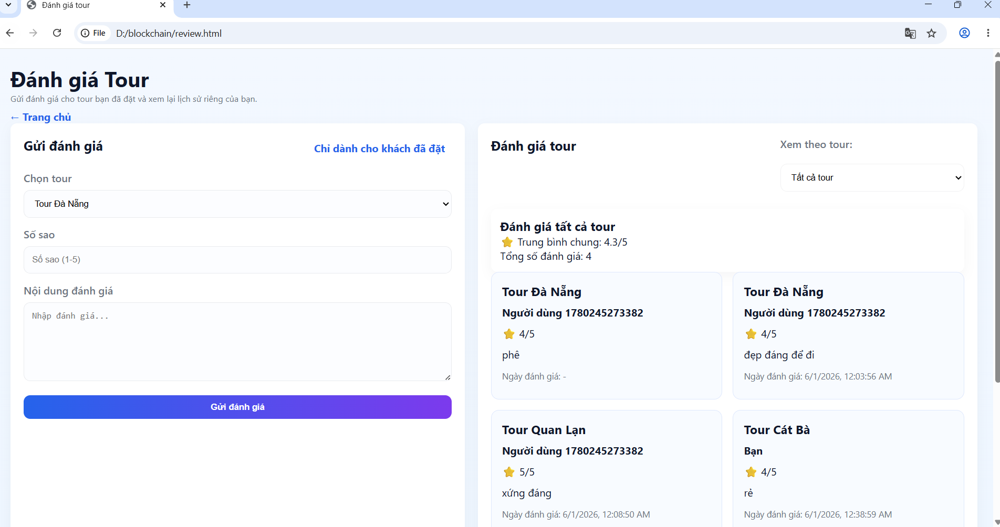 Đánh giá tour
File
D:/blockchain/review.html
Đánh giá Tour
Gửi đánh giá cho tour bạn đã đặt và xem lại lịch sử riêng của bạn.
← Trang chủ
Gửi đánh giá
Chỉ dành cho khách đã đặt
Chọn tour
Tour Đà Nẵng
Số sao
Số sao (1-5)
Nội dung đánh giá
Nhập đánh giá...
Gửi đánh giá
Đánh giá tour
Xem theo tour:
Tất cả tour
Đánh giá tất cả tour
⭐ Trung bình chung: 4.3/5
Tổng số đánh giá: 4
Tour Đà Nẵng
Người dùng 1780245273382
⭐ 4/5
phê
Ngày đánh giá: -
Tour Đà Nẵng
Người dùng 1780245273382
⭐ 4/5
đẹp đáng để đi
Ngày đánh giá: 6/1/2026, 12:03:56 AM
Tour Quan Lạn
Người dùng 1780245273382
⭐ 5/5
xứng đáng
Ngày đánh giá: 6/1/2026, 12:08:50 AM
Tour Cát Bà
Bạn
⭐ 4/5
rẻ
Ngày đánh giá: 6/1/2026, 12:38:59 AM